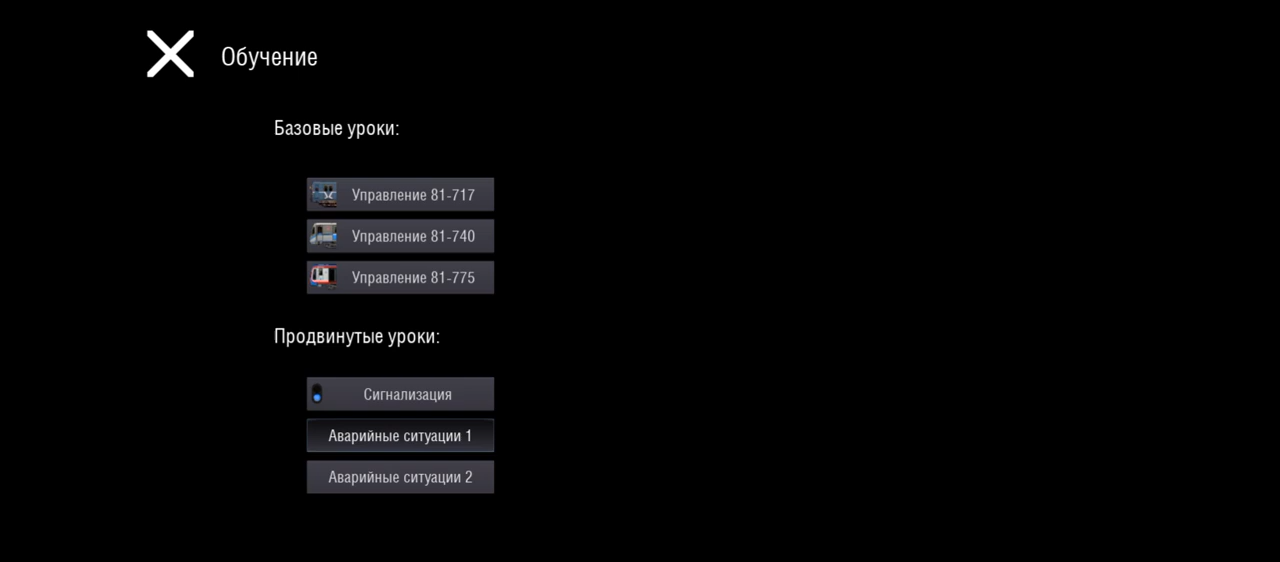 Обучение
Базовые уроки:
Управление 81-717
Управление 81-740
Управление 81-775
Продвинутые уроки:
Сигнализация
Аварийные ситуации 1
Аварийные ситуации 2